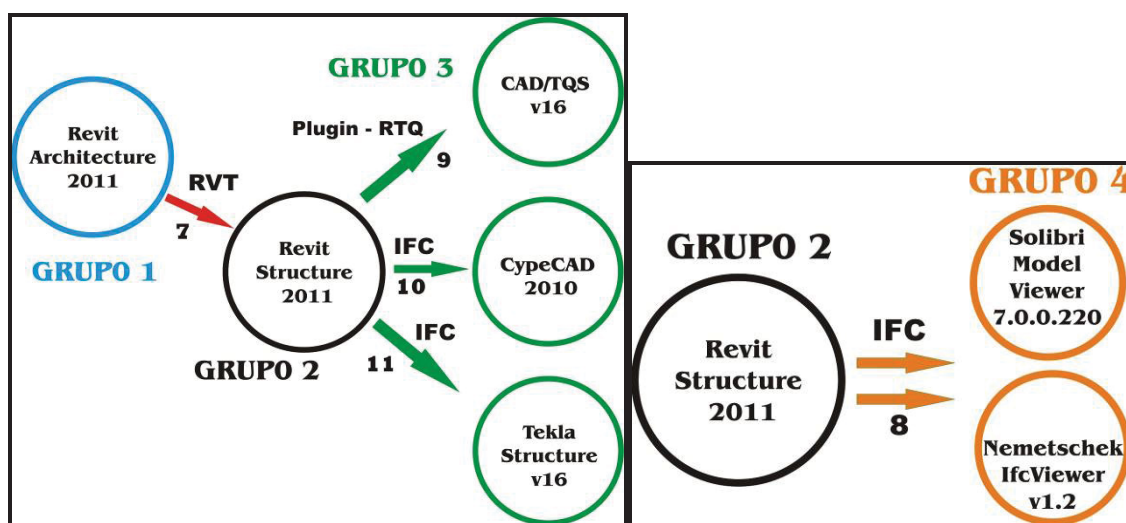 GRUPO 3
CAD/TQS
v16
Plugin - RTQ
9
Revit
Architecture
2011
RVT
7
GRUPO 1
Revit
Structure
2011
GRUPO 2
IFC
10
CypeCAD
2010
IFC
11
Tekla
Structure
v16
GRUPO 4
GRUPO 2
Solibri
Model
Viewer
7.0.0.220
IFC
8
Revit
Structure
2011
Nemetschek
IfcViewer
v1.2